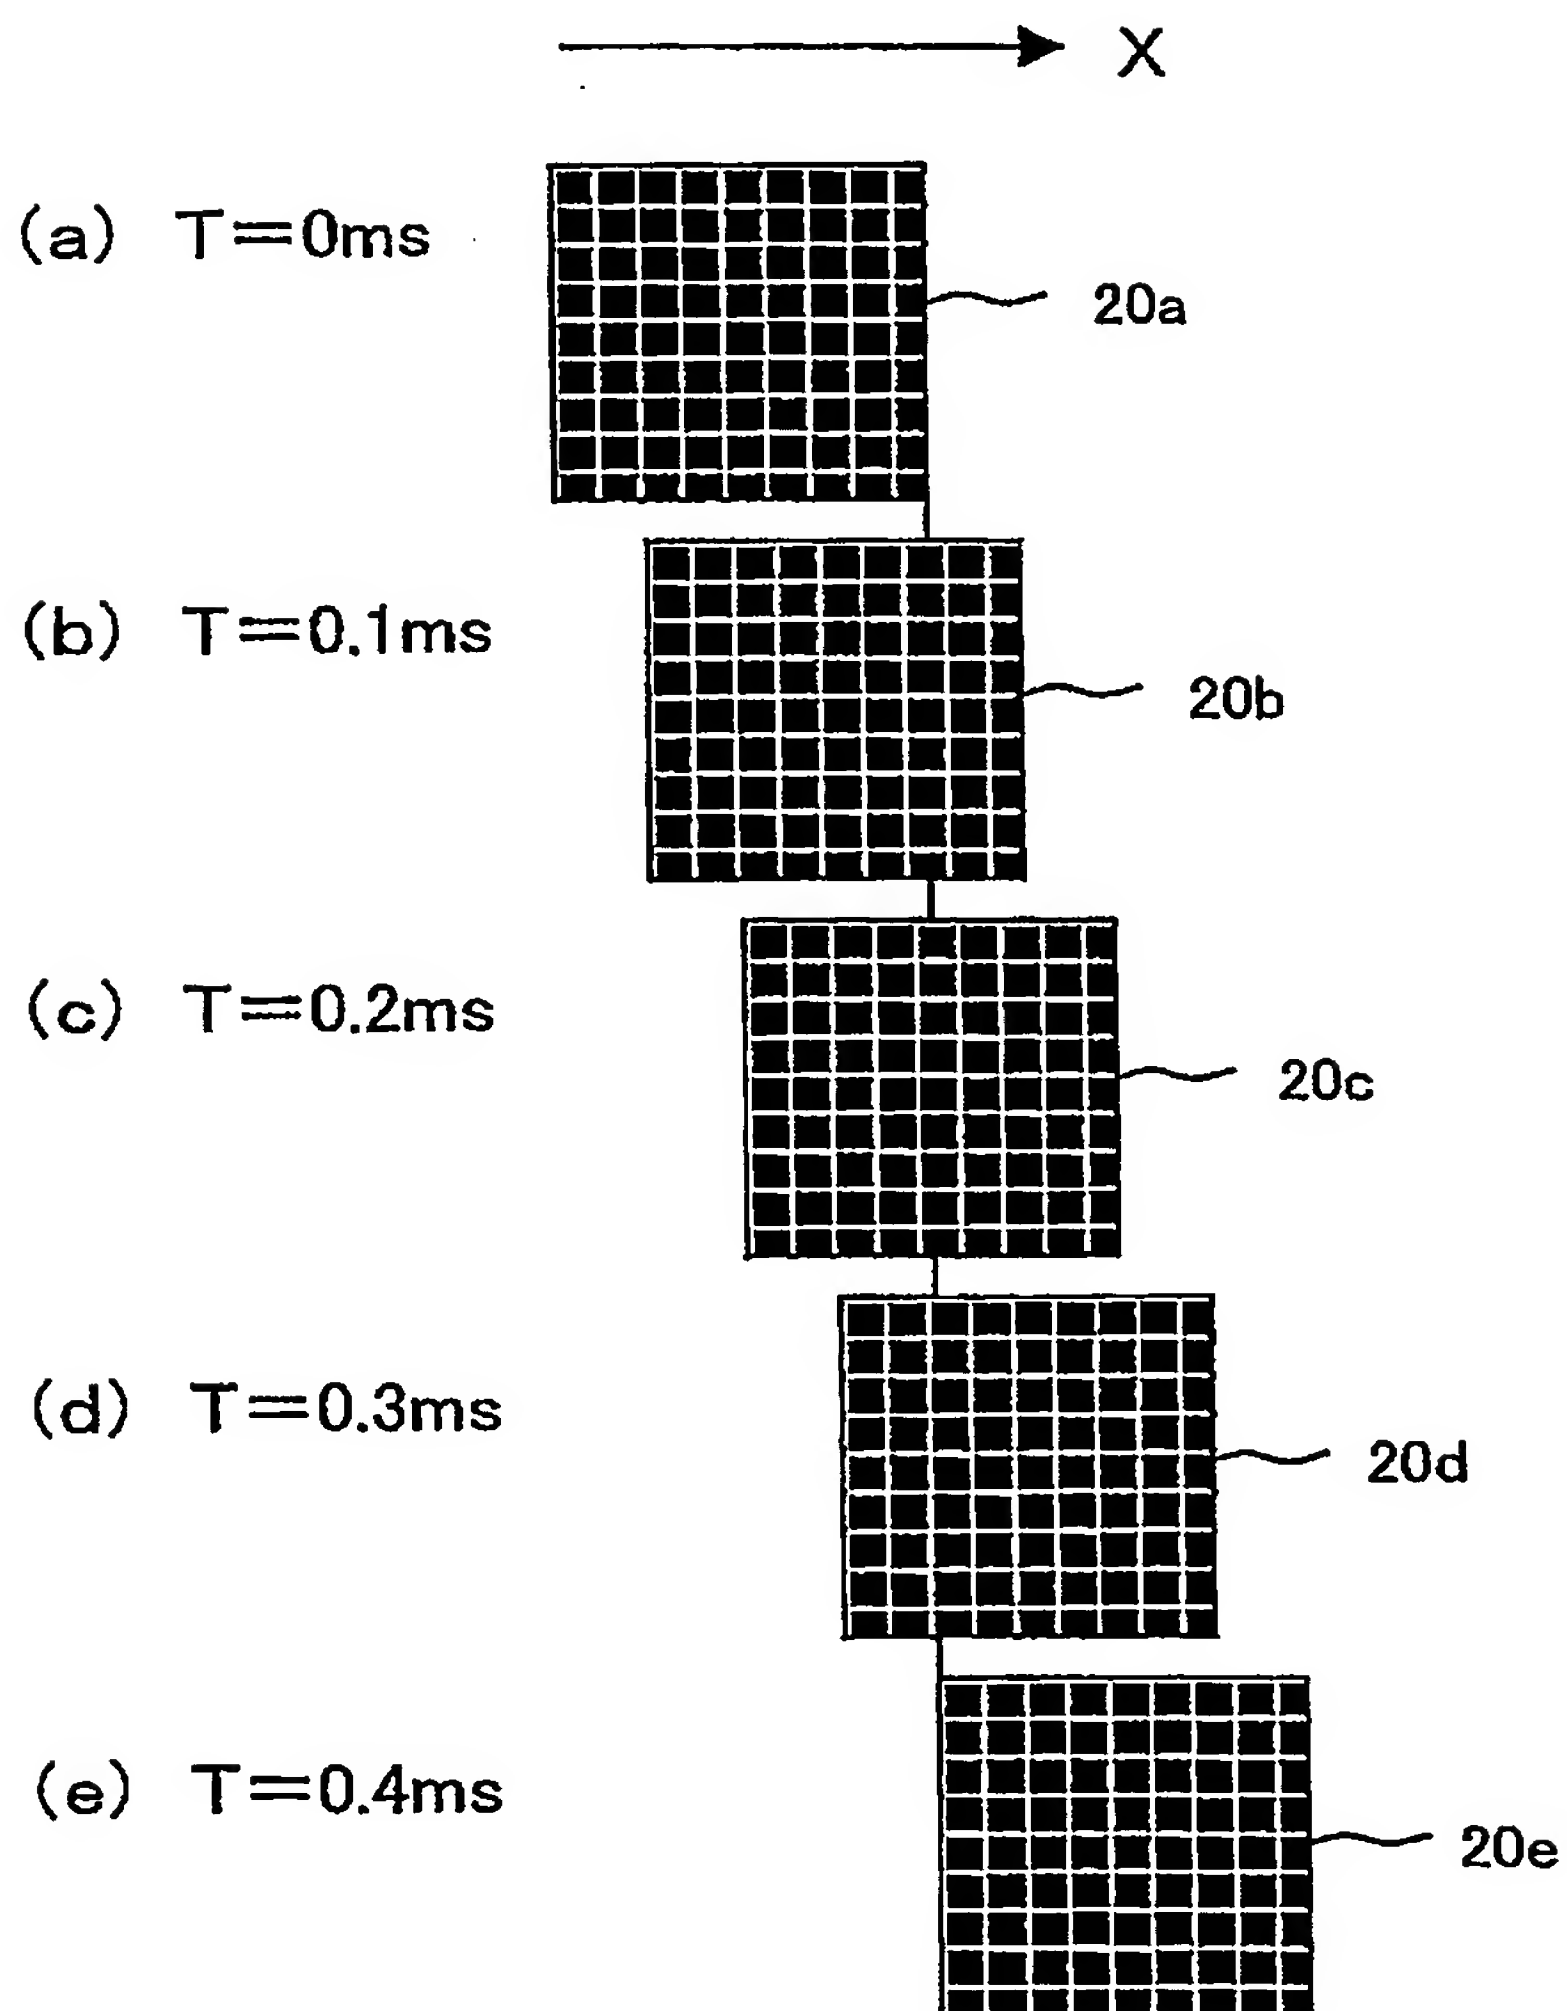 X
(a) T=0ms
20a
(b) T=0.1ms
20b
(c) T=0.2ms
20c
(d) T=0.3ms
20d
(e) T=0.4ms
20e